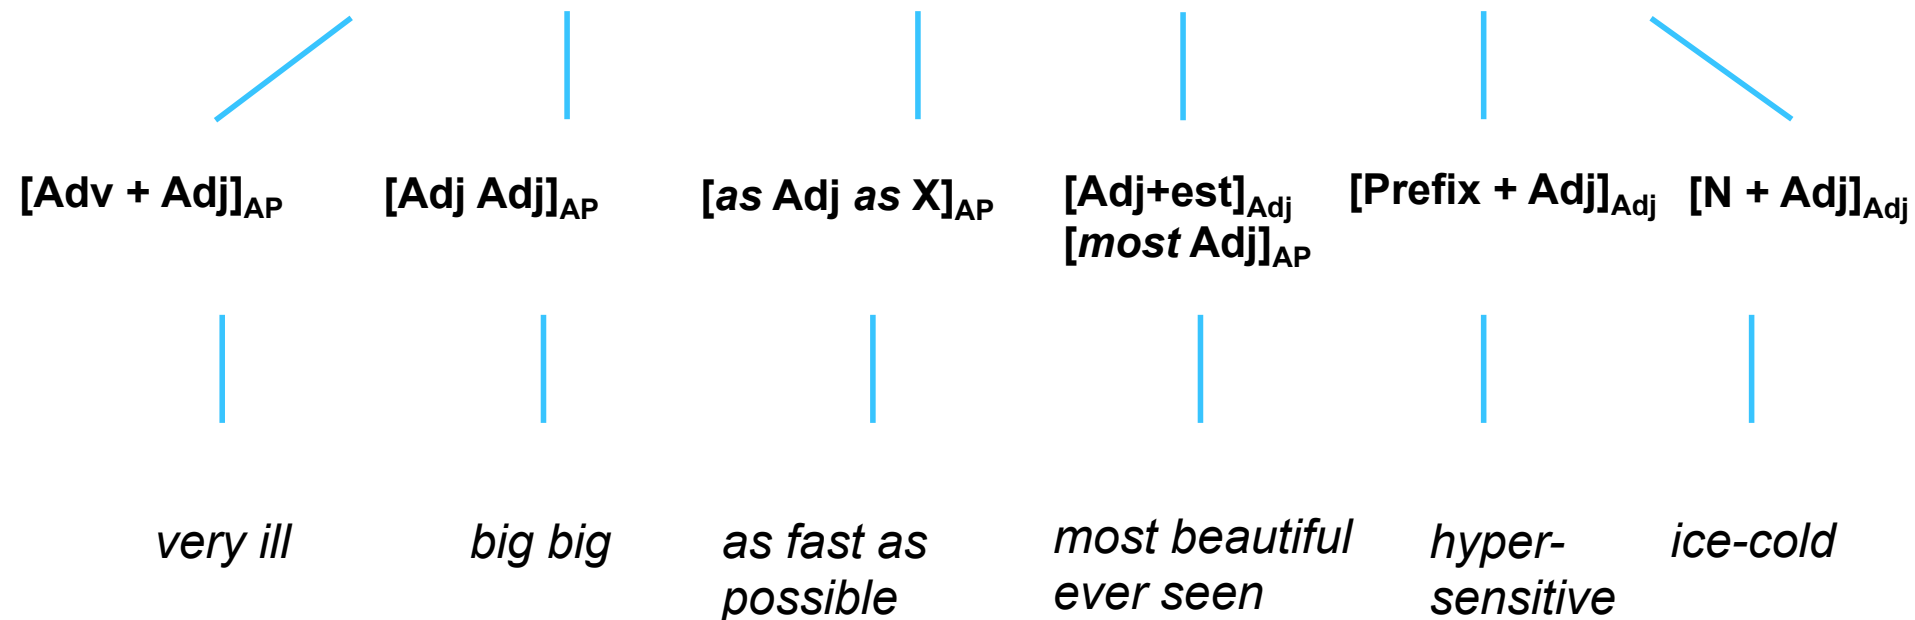 [Adv + Adj]AP [Adj Adj]AP [as Adj as X]AP [Adj+est]Adj [Prefix + Adj]Adj [N + Adj]Adj
[most Adj]AP
very ill big big as fast as most beautiful hyper- ice-cold
possible ever seen sensitive